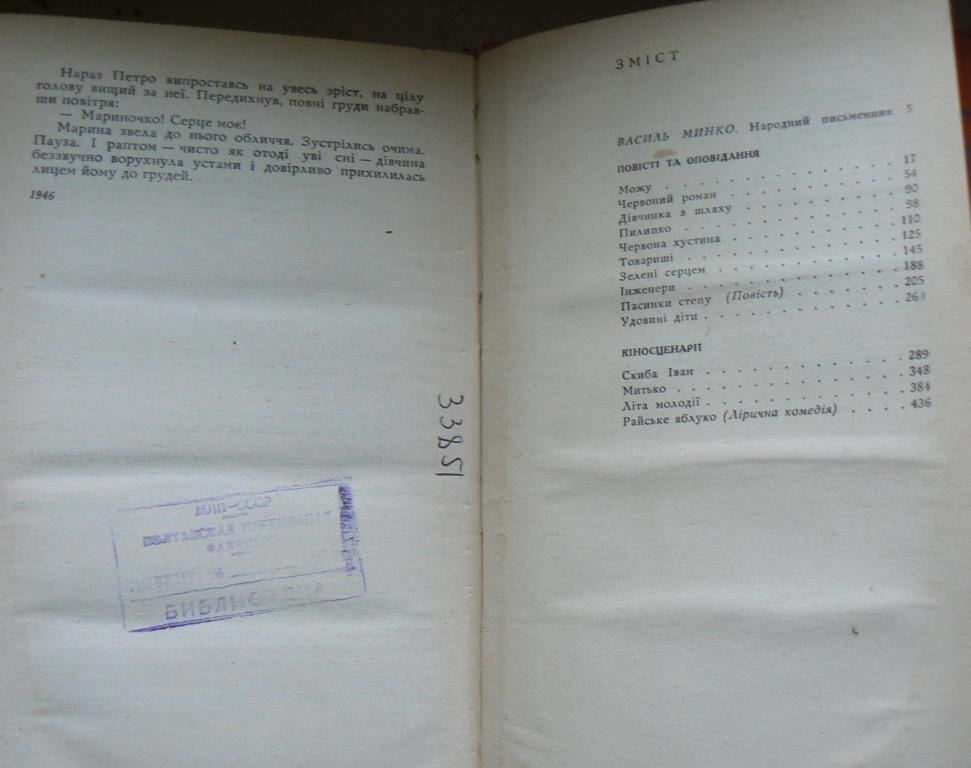 Нараз Петро випроставсь на увесь зріст, на цілу
голову вищий за неї. Передихнув, повні груди набрав-
ши повітря:
— Мариночко! Серце моє!
Марина звела до нього обличчя. Зустрілись очима.
Пауза. І раптом — чисто як отоді уві сні — дівчина
беззвучно ворухнула устами і довірливо прихилилась
лицем йому до грудей.
1946
33851
СССР
ПОЛТАВСКАЯ ПРЯДИЛЬНАЯ
ФАБРИКА
БИБЛИОТЕКА
ЗМІСТ
ВАСИЛЬ МИНКО. Народний письменник 5
ПОВІСТІ ТА ОПОВІДАННЯ
Можу . . . . . . . . . . . . 17
Червоний роман . . . . . . . . . 54
Дівчинка з шляху . . . . . . . . 90
Пилипко . . . . . . . . . . . 98
Червона хустина . . . . . . . . 110
Товариші . . . . . . . . . . . 125
Зелені серцем . . . . . . . . . 145
Інженери . . . . . . . . . . . 188
Пасинки степу (Повість) . . . . . . 205
Удовині діти . . . . . . . . . . 263
КІНОСЦЕНАРІЇ
Скиба Іван . . . . . . . . . . 289
Митько . . . . . . . . . . . 348
Літа молодії . . . . . . . . . . 384
Райське яблуко (Лірична комедія) . . . . 436